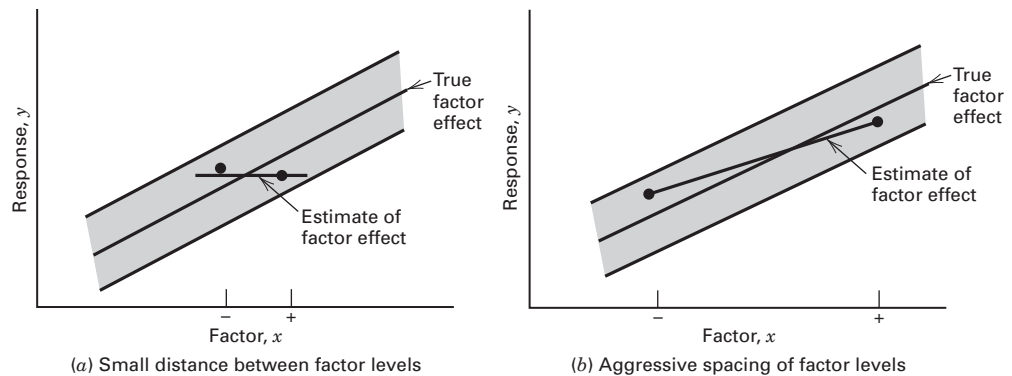 Response, y
True
factor
effect
Estimate of
factor effect
–
+
Factor, x
(a) Small distance between factor levels
Response, y
True
factor
effect
Estimate of
factor effect
–
+
Factor, x
(b) Aggressive spacing of factor levels